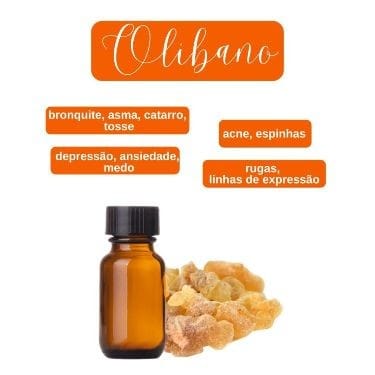 Olibano
bronquite, asma, catarro,
tosse
acne, espinhas
depressão, ansiedade,
medo
rugas,
linhas de expressão